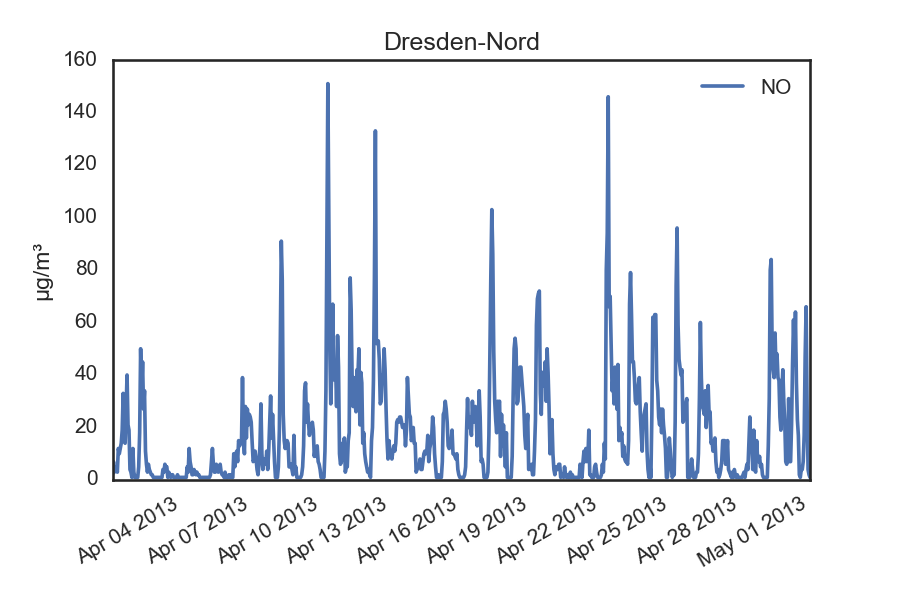 Dresden-Nord
NO
µg/m³
160
140
120
100
80
60
40
20
0
Apr 04 2013
Apr 07 2013
Apr 10 2013
Apr 13 2013
Apr 16 2013
Apr 19 2013
Apr 22 2013
Apr 25 2013
Apr 28 2013
May 01 2013